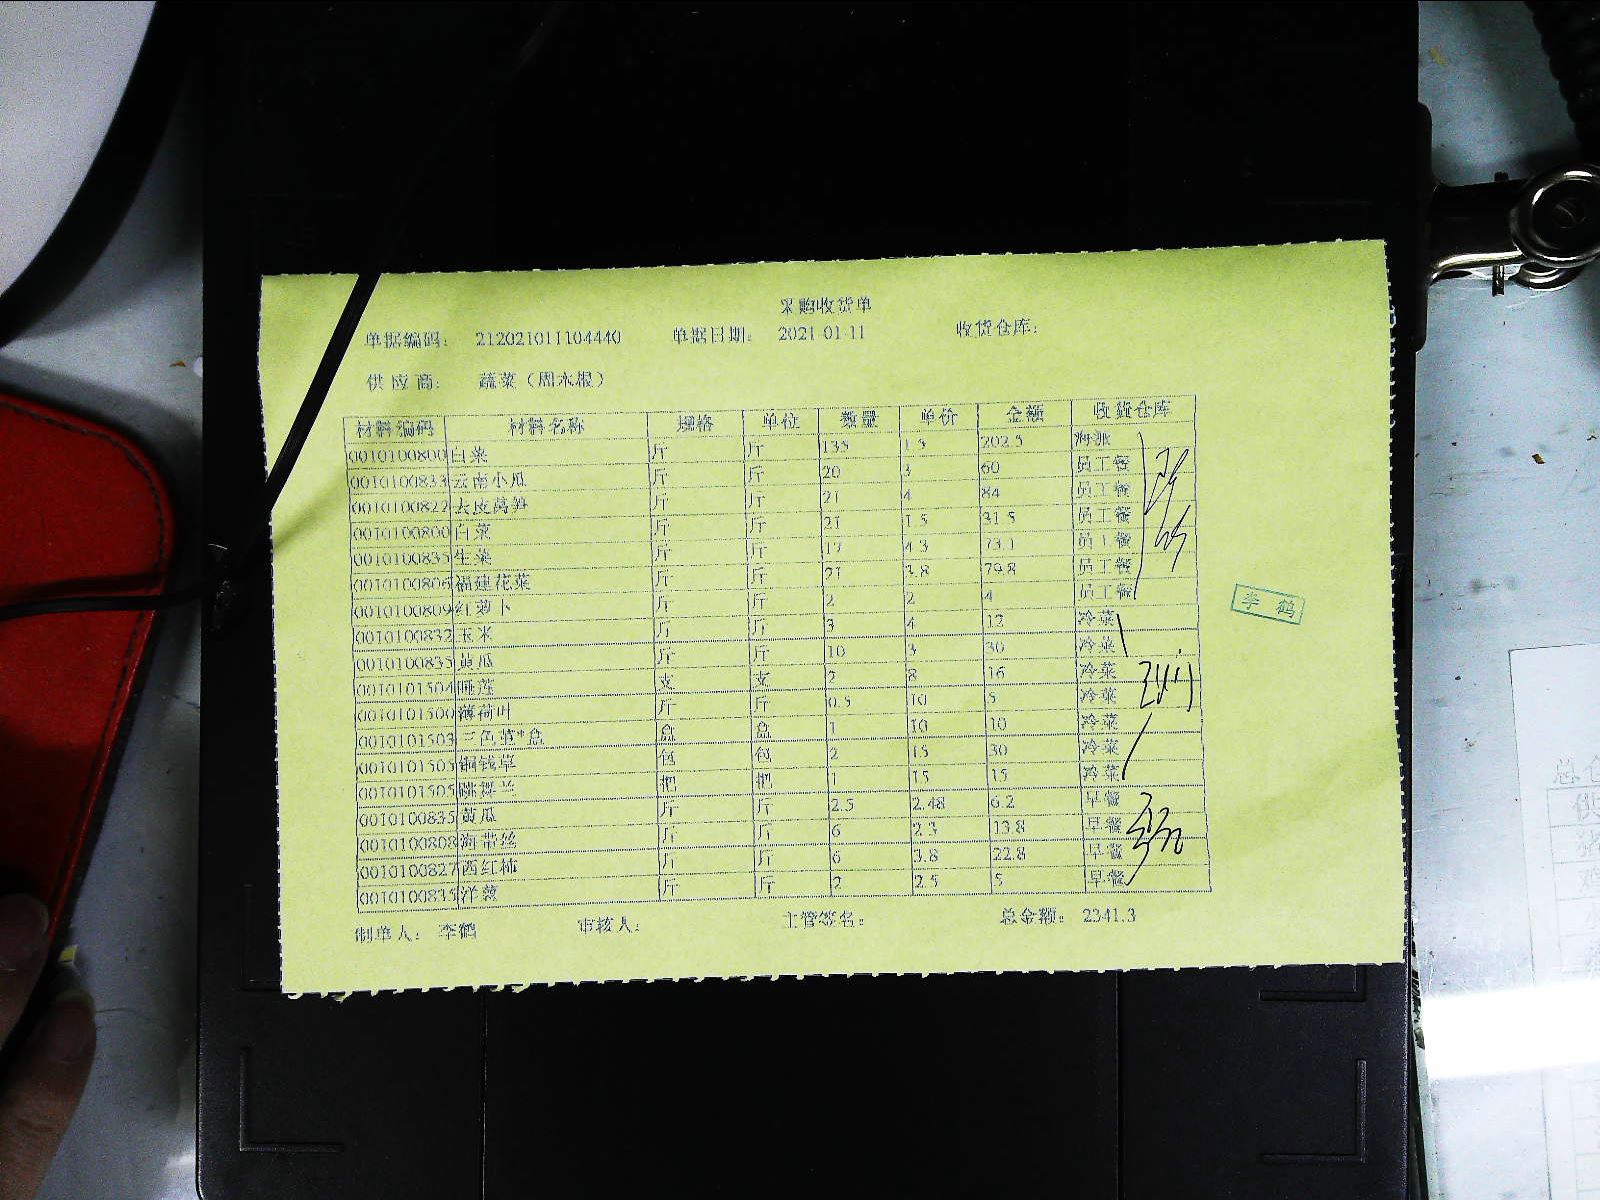 采购收货单
单据编码： 212021011104440 单据日期： 2021-01-11 收货仓库：
供应商： 蔬菜（周水根）
材料编码 材料名称 规格 单位 数量 单价 金额 收货仓库
0010100800 白菜 斤 斤 135 1.5 202.5 海派
0010100833 云南小瓜 斤 斤 20 3 60 员工餐
0010100822 去皮莴笋 斤 斤 21 4 84 员工餐
0010100800 白菜 斤 斤 21 1.5 31.5 员工餐
0010100835 生菜 斤 斤 17 4.3 73.1 员工餐
0010100806 福建花菜 斤 斤 21 3.8 79.8 员工餐
0010100809 红萝卜 斤 斤 2 2 4 员工餐
0010100832 玉米 斤 斤 3 4 12 冷菜
0010100835 黄瓜 斤 斤 10 3 30 冷菜
0010101504 睡莲 支 支 2 8 16 冷菜
0010101500 薄荷叶 斤 斤 0.5 10 5 冷菜
0010101503 三色堇*盒 盒 盒 1 10 10 冷菜
0010101505 铜钱草 包 包 2 15 30 冷菜
0010101505 跳舞兰 把 把 1 15 15 冷菜
0010100835 黄瓜 斤 斤 2.5 2.48 6.2 早餐
0010100808 海带丝 斤 斤 6 2.3 13.8 早餐
0010100827 西红柿 斤 斤 6 3.8 22.8 早餐
0010100835 洋葱 斤 斤 2 2.5 5 早餐
制单人： 李鹤 审核人： 主管签名： 总金额： 2341.3
李鹤